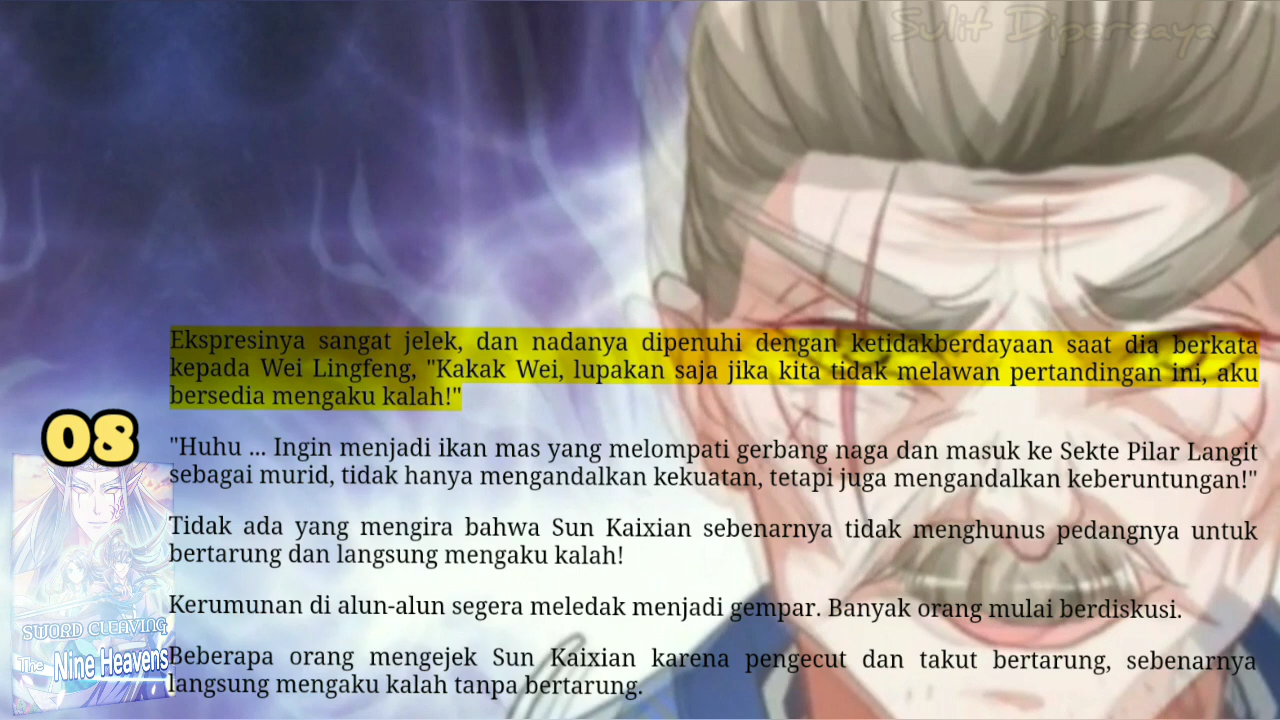 Sulit Dipercaya
Ekspresinya sangat jelek, dan nadanya dipenuhi dengan ketidakberdayaan saat dia berkata
kepada Wei Lingfeng, "Kakak Wei, lupakan saja jika kita tidak melawan pertandingan ini, aku
bersedia mengaku kalah!"
08
"Huhu ... Ingin menjadi ikan mas yang melompati gerbang naga dan masuk ke Sekte Pilar Langit
sebagai murid, tidak hanya mengandalkan kekuatan, tetapi juga mengandalkan keberuntungan!"
Tidak ada yang mengira bahwa Sun Kaixian sebenarnya tidak menghunus pedangnya untuk
bertarung dan langsung mengaku kalah!
Kerumunan di alun-alun segera meledak menjadi gempar. Banyak orang mulai berdiskusi.
SWORD CLEAVING
The Nine Heavens
Beberapa orang mengejek Sun Kaixian karena pengecut dan takut bertarung, sebenarnya
langsung mengaku kalah tanpa bertarung.